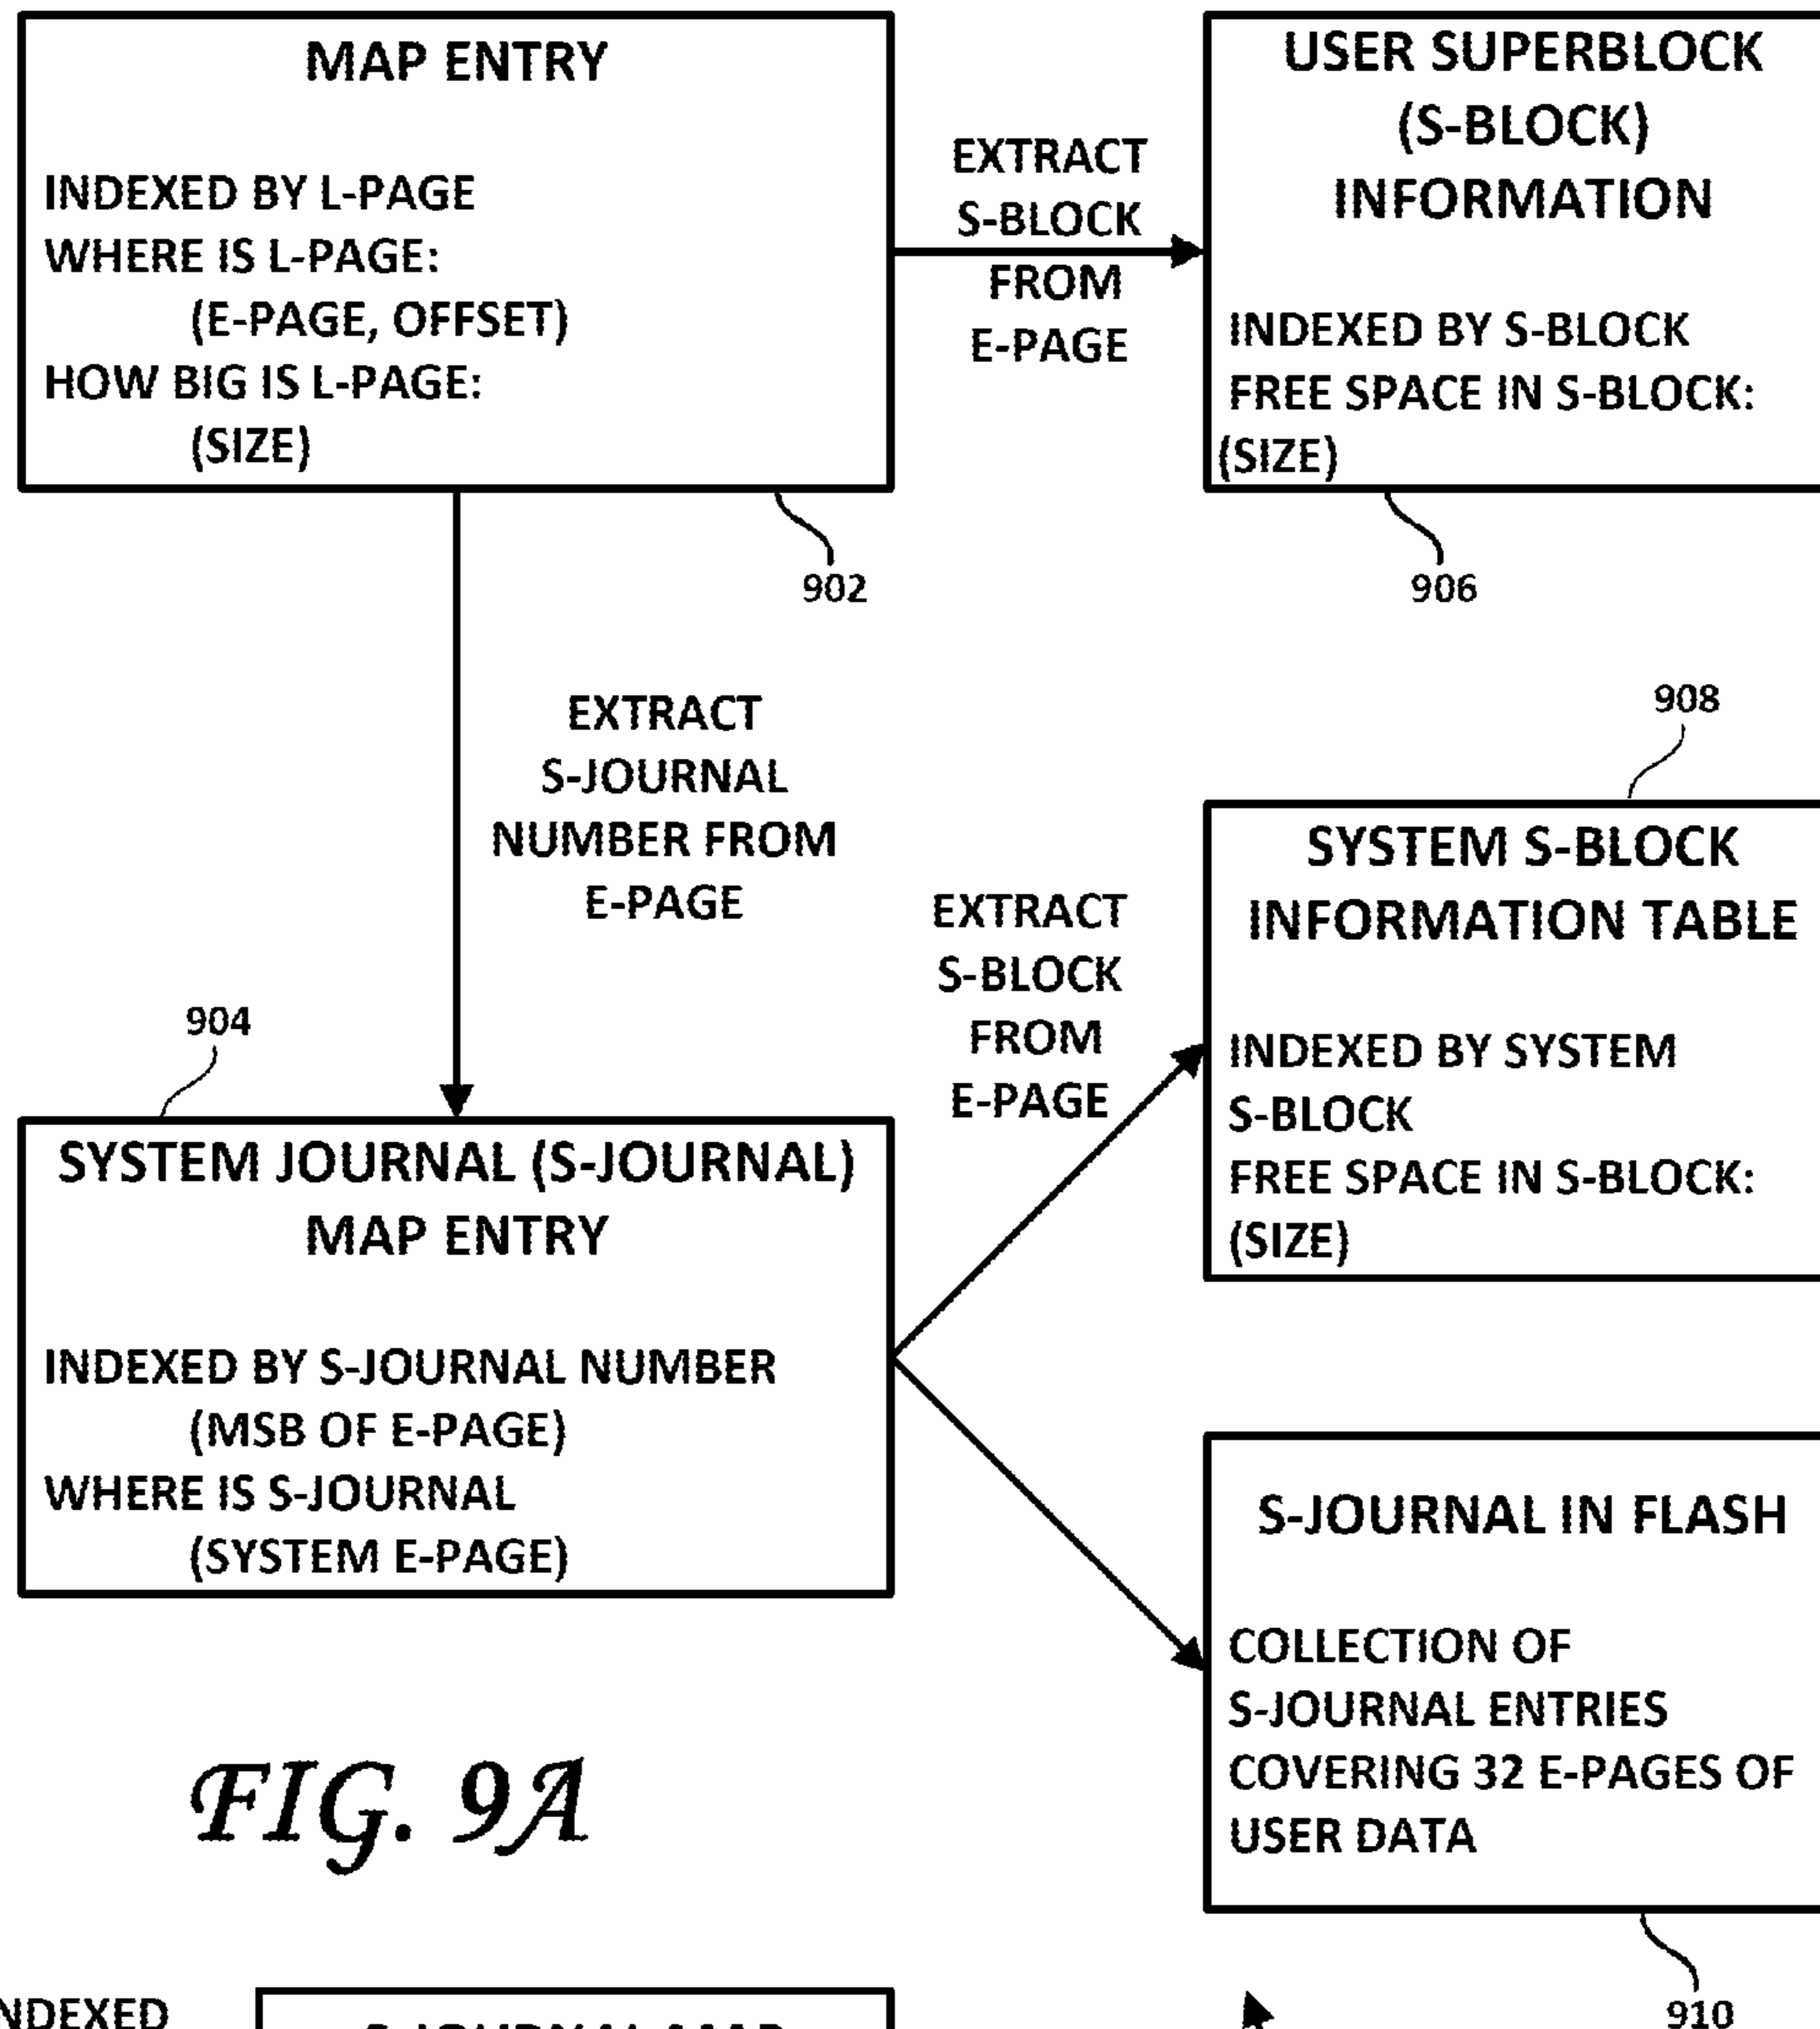 MAP ENTRY
INDEXED BY L-PAGE
WHERE IS L-PAGE:
(E-PAGE, OFFSET)
HOW BIG IS L-PAGE:
(SIZE)
902
EXTRACT
S-BLOCK
FROM
E-PAGE
USER SUPERBLOCK
(S-BLOCK)
INFORMATION
INDEXED BY S-BLOCK
FREE SPACE IN S-BLOCK:
(SIZE)
906
EXTRACT
S-JOURNAL
NUMBER FROM
E-PAGE
904
SYSTEM JOURNAL (S-JOURNAL)
MAP ENTRY
INDEXED BY S-JOURNAL NUMBER
(MSB OF E-PAGE)
WHERE IS S-JOURNAL
(SYSTEM E-PAGE)
EXTRACT
S-BLOCK
FROM
E-PAGE
908
SYSTEM S-BLOCK
INFORMATION TABLE
INDEXED BY SYSTEM
S-BLOCK
FREE SPACE IN S-BLOCK:
(SIZE)
S-JOURNAL IN FLASH
COLLECTION OF
S-JOURNAL ENTRIES
COVERING 32 E-PAGES OF
USER DATA
910
FIG. 9A